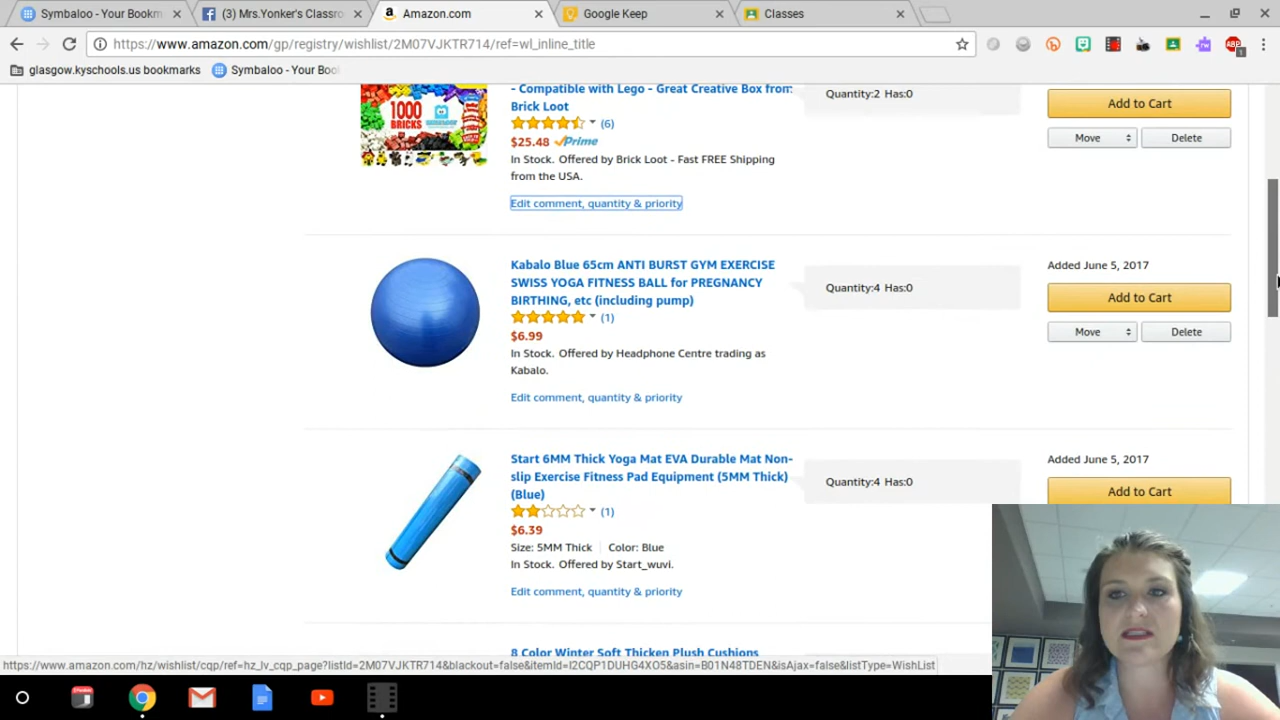 Symbaloo - Your Bookm
(3) Mrs.Yonker's Classro
Amazon.com
Google Keep
Classes
https://www.amazon.com/gp/registry/wishlist/2M07VJKTR714/ref=wl_inline_title
ABP
1
glasgow.kyschools.us bookmarks
Symbaloo - Your Boo
1000
BRICKS
- Compatible with Lego - Great Creative Box from
Brick Loot
(6)
$25.48 Prime
In Stock. Offered by Brick Loot - Fast FREE Shipping
from the USA.
Edit comment, quantity & priority
Quantity:2 Has:0
Add to Cart
Move
Delete
Kabalo Blue 65cm ANTI BURST GYM EXERCISE
SWISS YOGA FITNESS BALL for PREGNANCY
BIRTHING, etc (including pump)
(1)
$6.99
In Stock. Offered by Headphone Centre trading as
Kabalo.
Edit comment, quantity & priority
Quantity:4 Has:0
Added June 5, 2017
Add to Cart
Move
Delete
Start 6MM Thick Yoga Mat EVA Durable Mat Non-
slip Exercise Fitness Pad Equipment (5MM Thick)
(Blue)
(1)
$6.39
Size: 5MM Thick
Color: Blue
In Stock. Offered by Start_wuvi.
Edit comment, quantity & priority
Quantity:4 Has:0
Added June 5, 2017
Add to Cart
8 Color Winter Soft Thicken Plush Cushions
https://www.amazon.com/hz/wishlist/cqp/ref=hz_lv_cqp_page?listId=2M07VJKTR714&blackout=false&itemId=I2CQP1DUHG4XO5&asin=B01N48TDEN&isAjax=false&listType=WishList